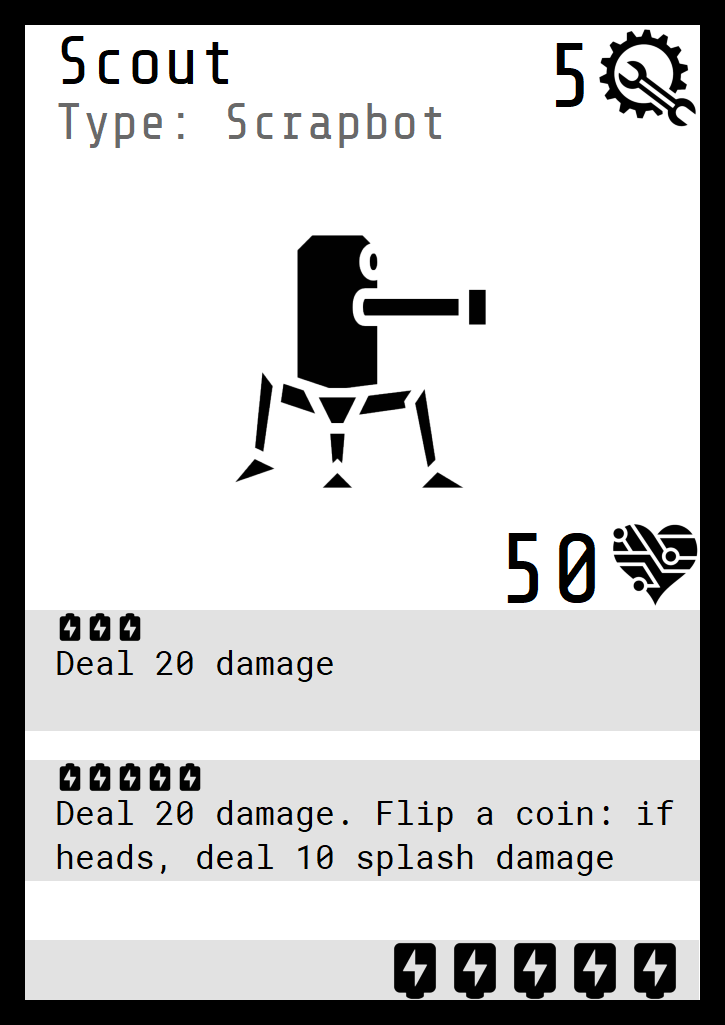 Scout
5
Type: Scrapbot
50
Deal 20 damage
Deal 20 damage. Flip a coin: if
heads, deal 10 splash damage